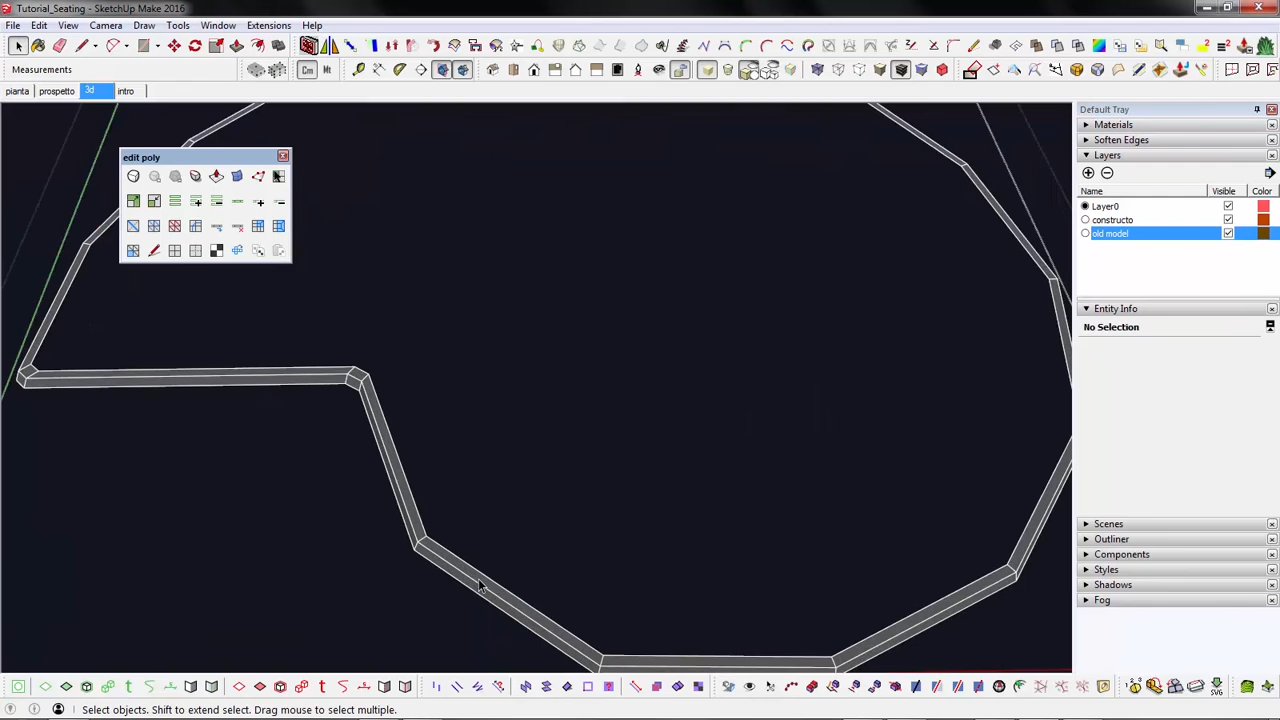 Tutorial_Seating - SketchUp Make 2016
File Edit View Camera Draw Tools Window Extensions Help
Measurements
Cm Mt
pianta prospetto 3d intro
edit poly
Default Tray
Materials
Soften Edges
Layers
Name Visible Color
Layer0
constructo
old model
Entity Info
No Selection
Scenes
Outliner
Components
Styles
Shadows
Fog
Select objects. Shift to extend select. Drag mouse to select multiple.